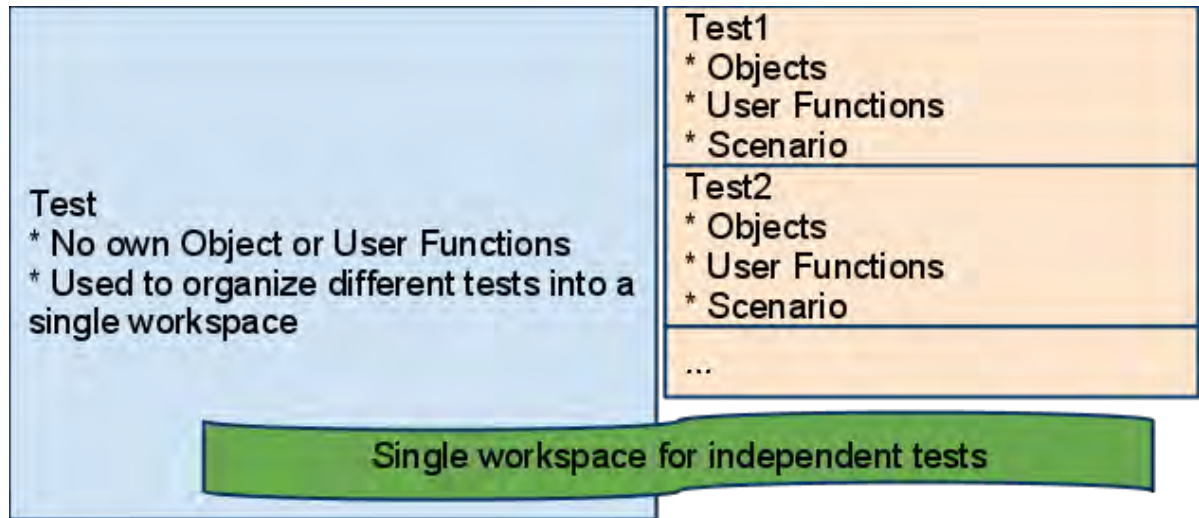 Test
* No own Object or User Functions
* Used to organize different tests into a
single workspace
Test1
* Objects
* User Functions
* Scenario
Test2
* Objects
* User Functions
* Scenario
...
Single workspace for independent tests